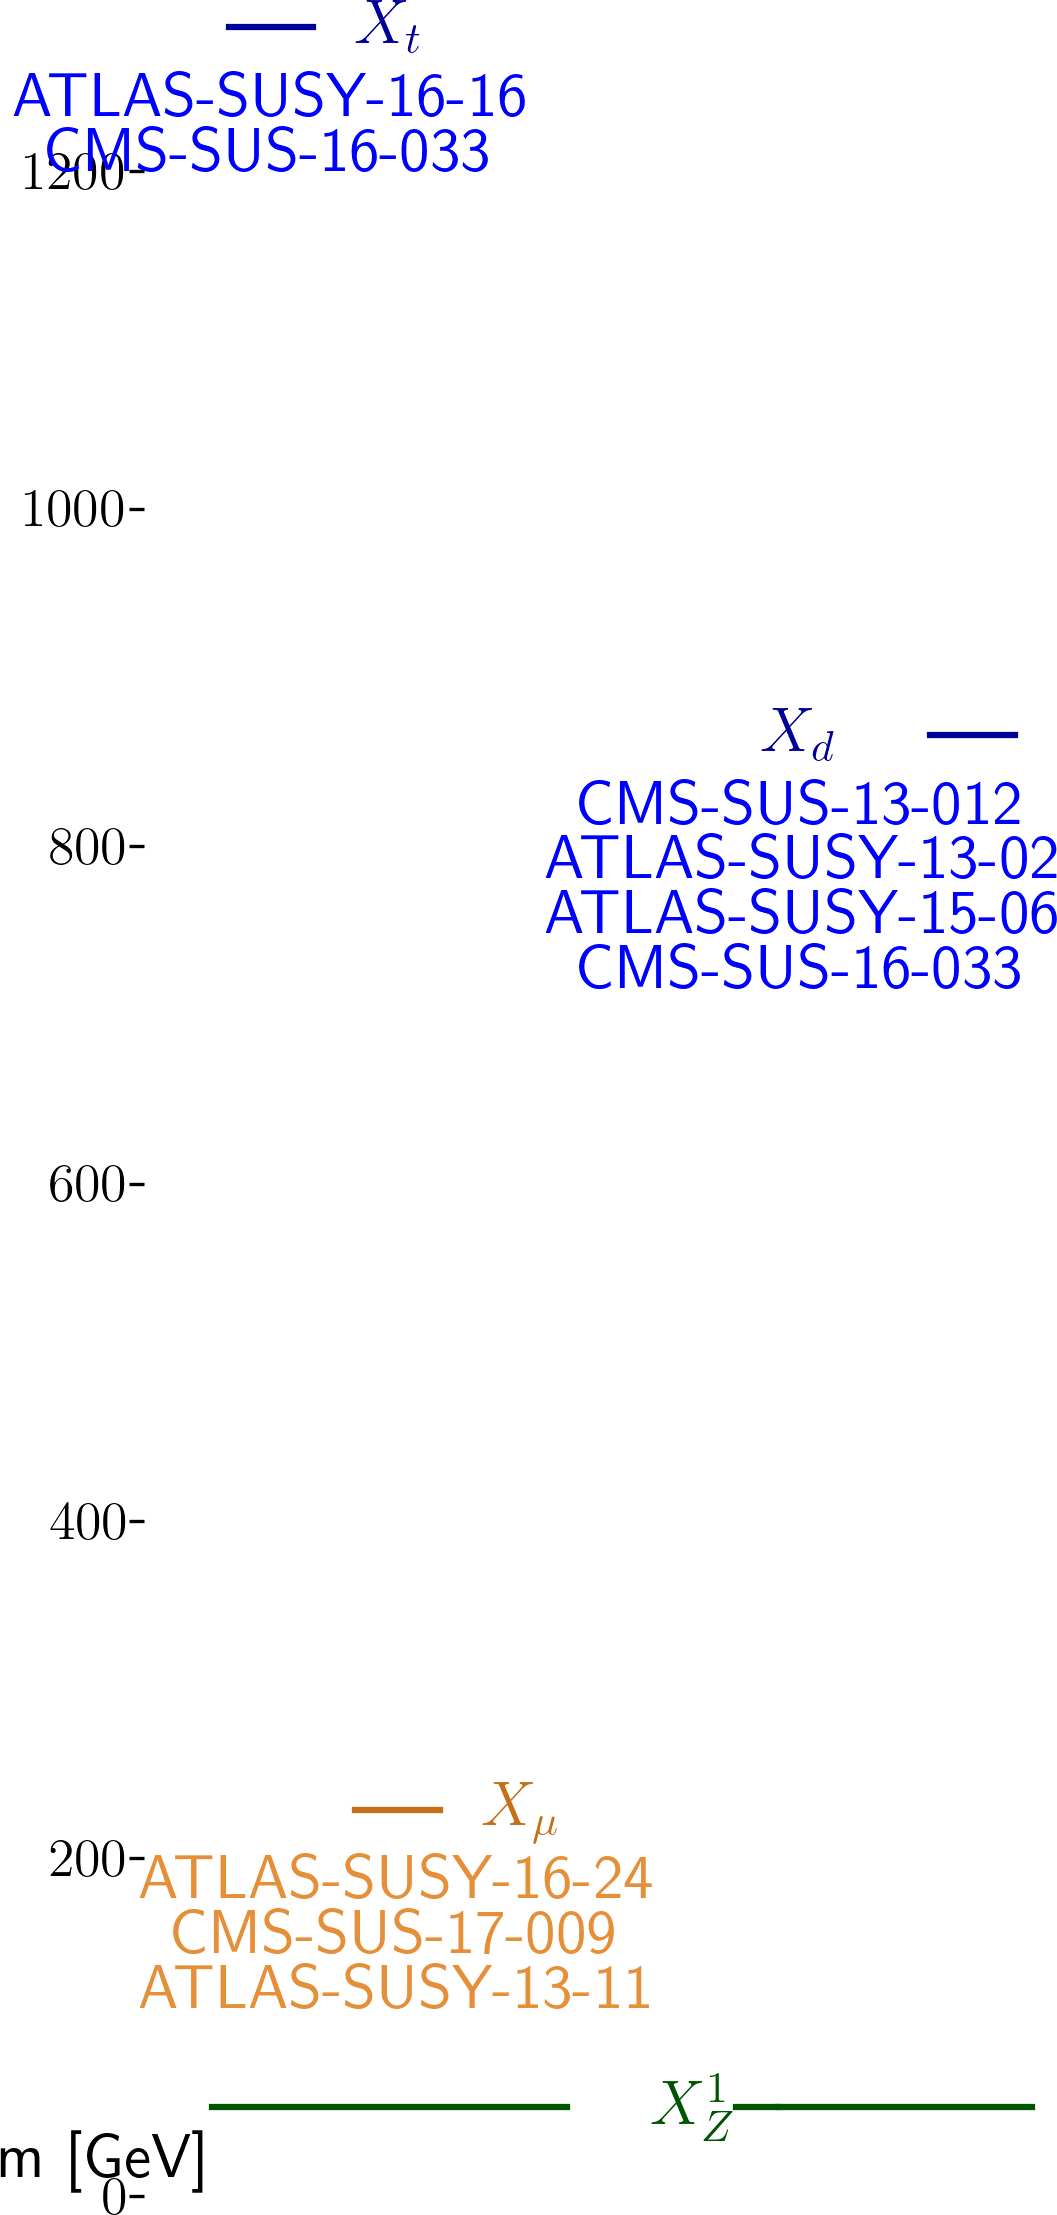 X_t
ATLAS-SUSY-16-16
CMS-SUS-16-033
1200-
1000-
X_d
CMS-SUS-13-012
800-
ATLAS-SUSY-13-02
ATLAS-SUSY-15-06
CMS-SUS-16-033
600-
400-
X_μ
200-
ATLAS-SUSY-16-24
CMS-SUS-17-009
ATLAS-SUSY-13-11
X_Z^1
m [GeV]
0-